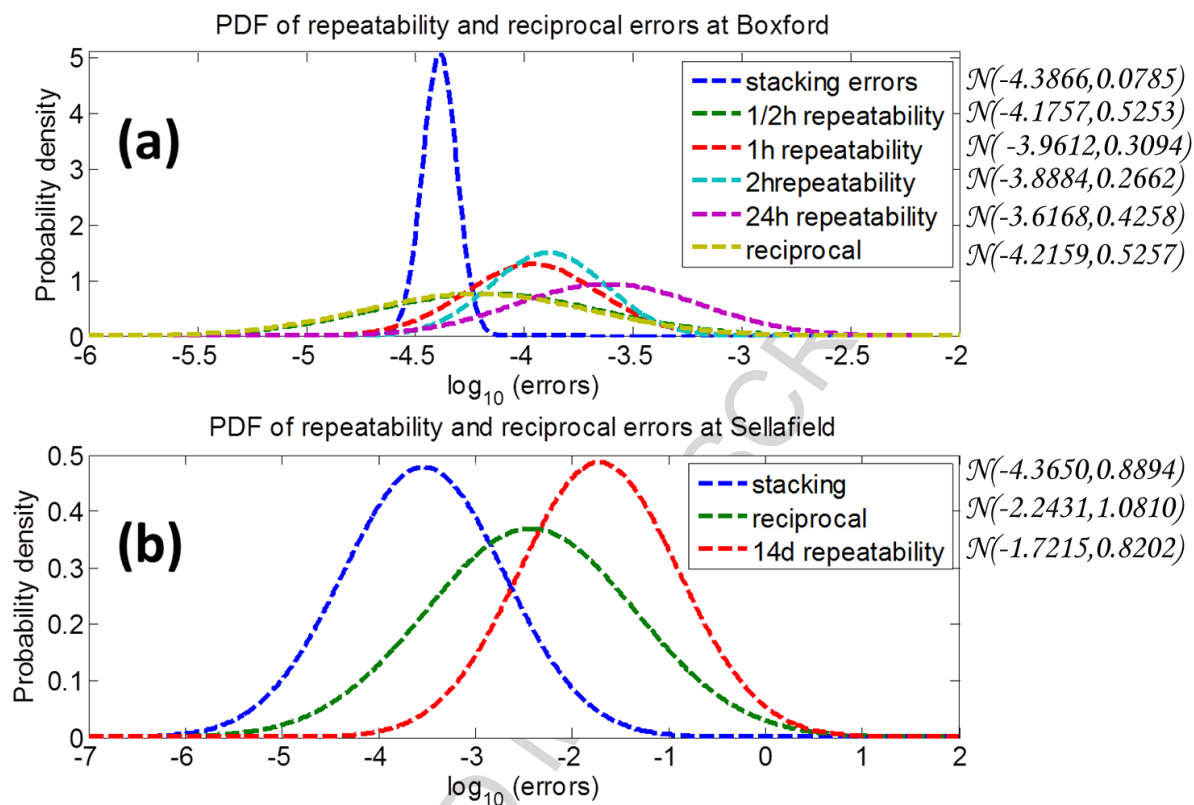 PDF of repeatability and reciprocal errors at Boxford
5
4
3
2
1
0
Probability density
(a)
stacking errors
1/2h repeatability
1h repeatability
2hrepeatability
24h repeatability
reciprocal
N(-4.3866,0.0785)
N(-4.1757,0.5253)
N( -3.9612,0.3094)
N(-3.8884,0.2662)
N(-3.6168,0.4258)
N(-4.2159,0.5257)
-6 -5.5 -5 -4.5 -4 -3.5 -3 -2.5 -2
log10 (errors)
PDF of repeatability and reciprocal errors at Sellafield
0.5
0.4
0.3
0.2
0.1
0
Probability density
(b)
stacking
reciprocal
14d repeatability
N(-4.3650,0.8894)
N(-2.2431,1.0810)
N(-1.7215,0.8202)
-7 -6 -5 -4 -3 -2 -1 0 1 2
log10 (errors)